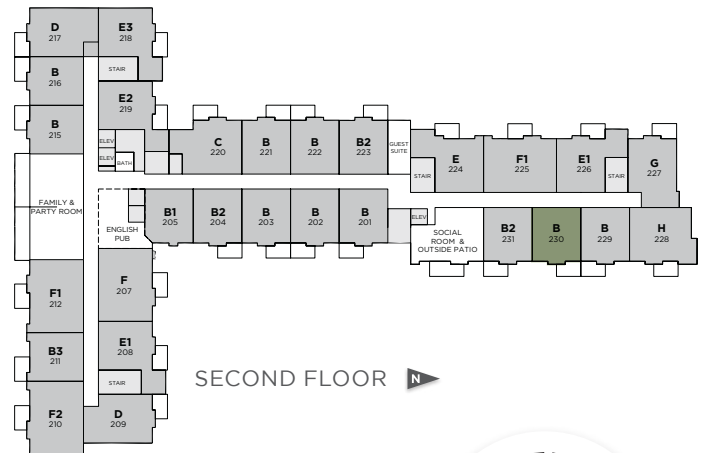 D
217
E3
218
STAIR
B
216
E2
219
B
215
ELEV
ELEV
BATH
C
220
B
221
B
222
B2
223
GUEST
SUITE
E
224
F1
225
E1
226
G
227
STAIR
STAIR
FAMILY &
PARTY ROOM
ENGLISH
PUB
B1
205
B2
204
B
203
B
202
B
201
ELEV
SOCIAL
ROOM &
OUTSIDE PATIO
B2
231
B
230
B
229
H
228
F
207
F1
212
E1
208
B3
211
STAIR
F2
210
D
209
SECOND FLOOR
N